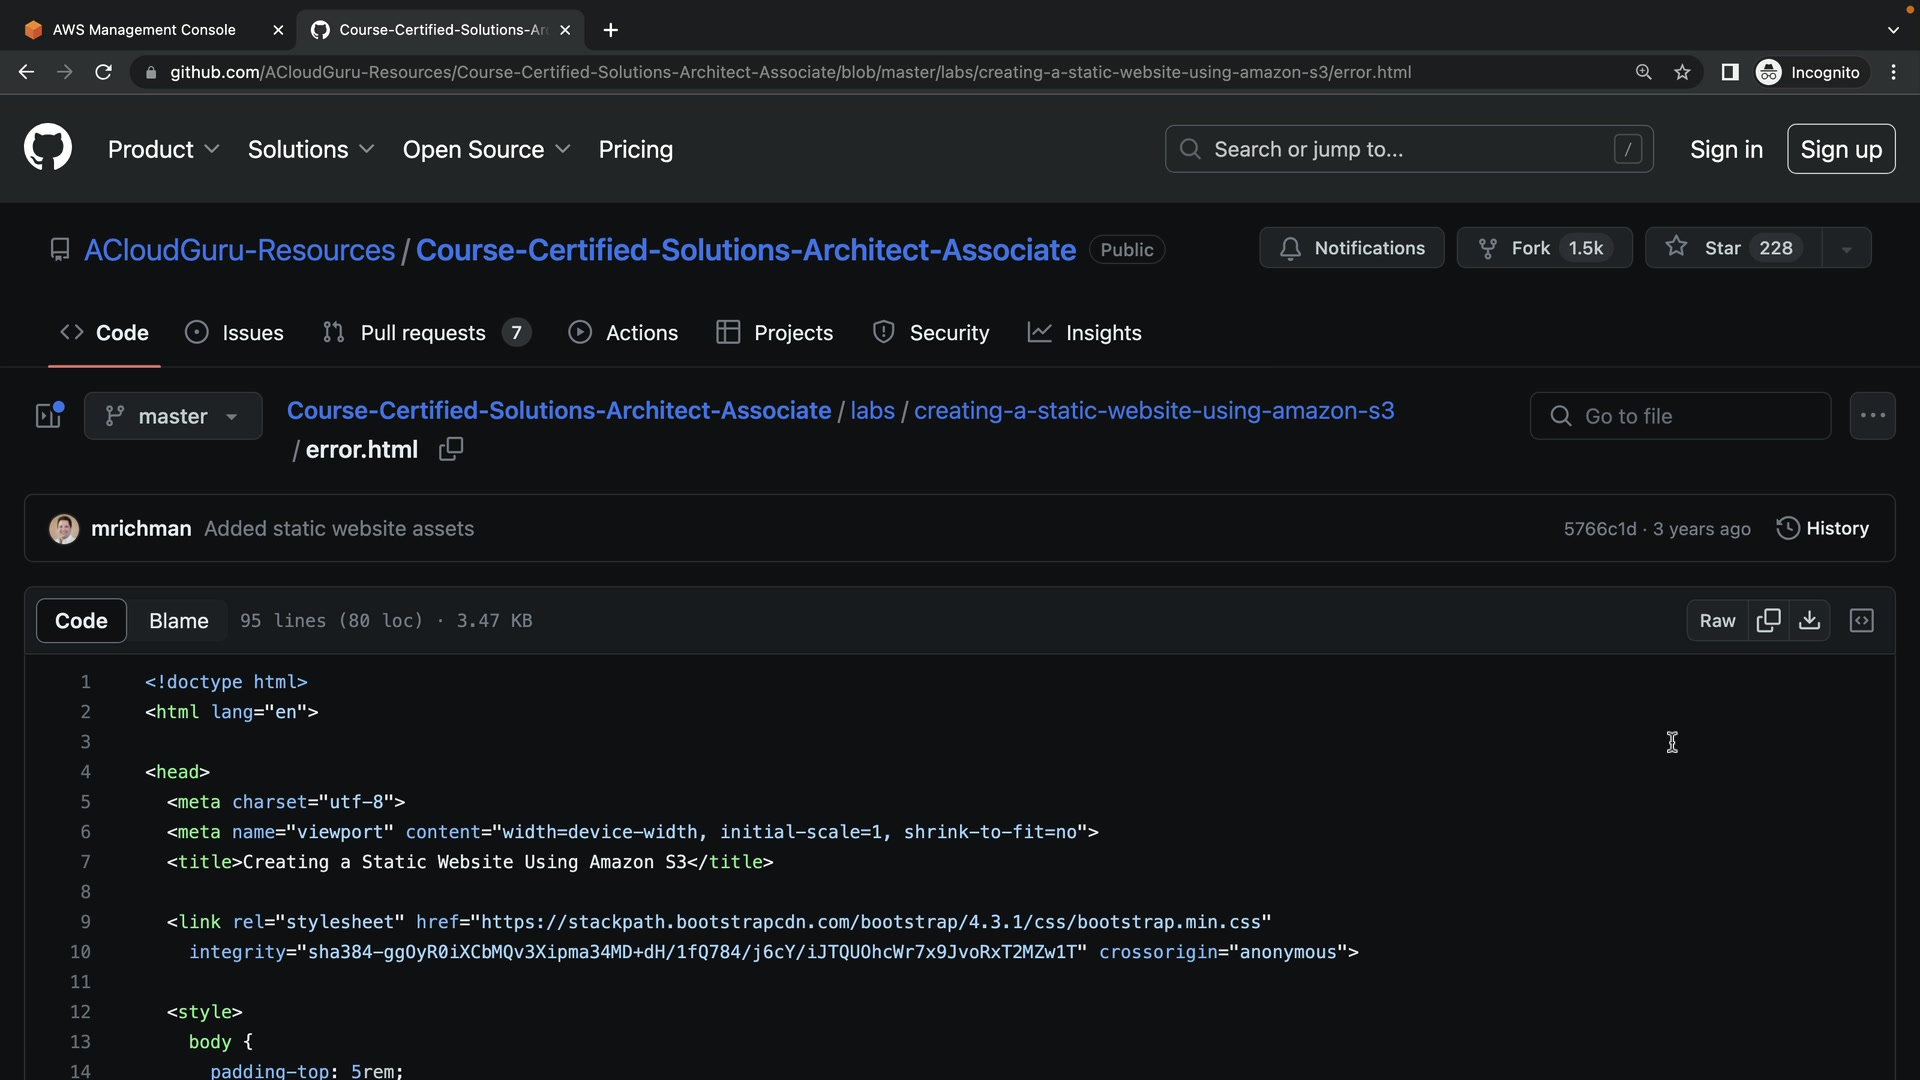 AWS Management Console
Course-Certified-Solutions-Arc
github.com/ACloudGuru-Resources/Course-Certified-Solutions-Architect-Associate/blob/master/labs/creating-a-static-website-using-amazon-s3/error.html
Incognito
Product Solutions Open Source Pricing
Search or jump to... /
Sign in Sign up
ACloudGuru-Resources / Course-Certified-Solutions-Architect-Associate Public
Notifications Fork 1.5k Star 228
Code Issues Pull requests 7 Actions Projects Security Insights
master
Course-Certified-Solutions-Architect-Associate / labs / creating-a-static-website-using-amazon-s3
/ error.html
Go to file
mrichman Added static website assets
5766c1d · 3 years ago History
Code Blame 95 lines (80 loc) · 3.47 KB
Raw
1 <!doctype html>
2 <html lang="en">
3
4 <head>
5 <meta charset="utf-8">
6 <meta name="viewport" content="width=device-width, initial-scale=1, shrink-to-fit=no">
7 <title>Creating a Static Website Using Amazon S3</title>
8
9 <link rel="stylesheet" href="https://stackpath.bootstrapcdn.com/bootstrap/4.3.1/css/bootstrap.min.css"
10 integrity="sha384-ggOyR0iXCbMQv3Xipma34MD+dH/1fQ784/j6cY/iJTQUOhcWr7x9JvoRxT2MZw1T" crossorigin="anonymous">
11
12 <style>
13 body {
14 padding-top: 5rem;